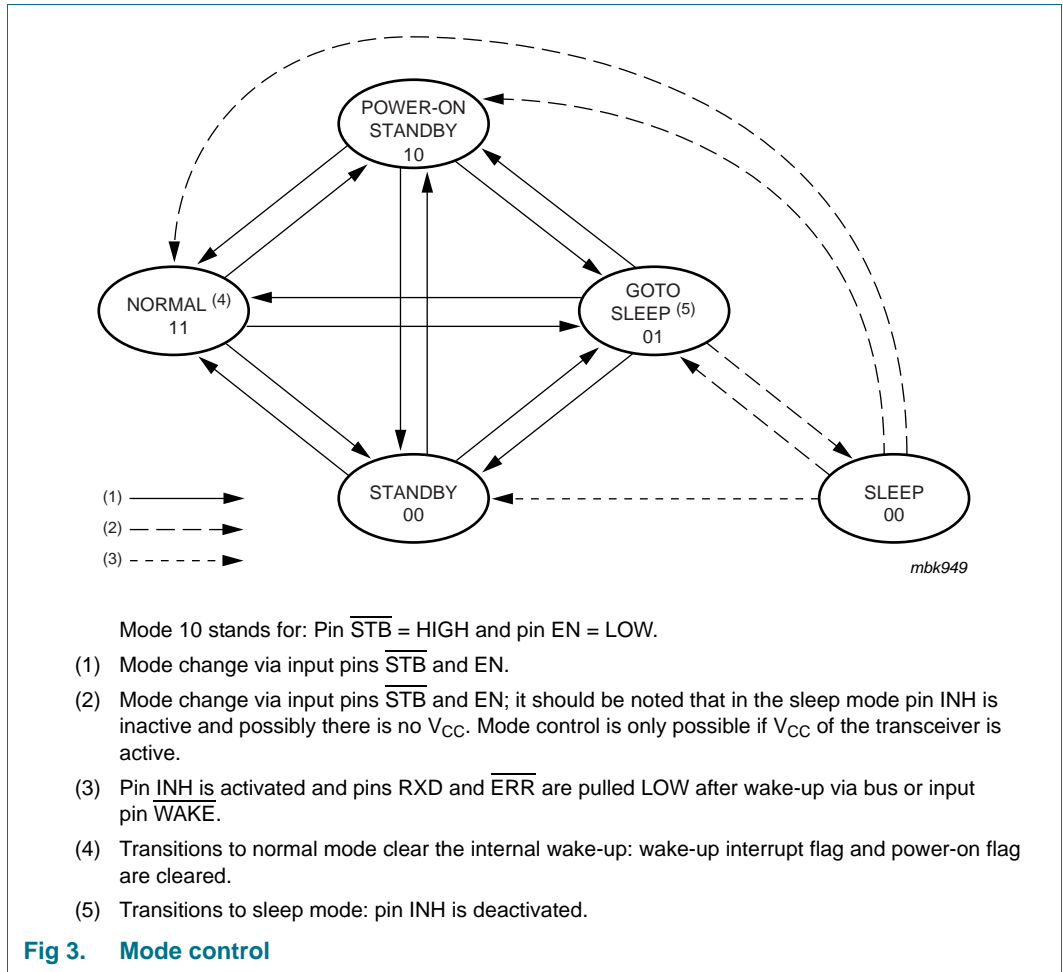 POWER-ON
STANDBY
10
NORMAL (4)
11
GOTO
SLEEP (5)
01
STANDBY
00
SLEEP
00
(1)
(2)
(3)
mbk949
Mode 10 stands for: Pin S̅T̅B̅ = HIGH and pin EN = LOW.
(1) Mode change via input pins S̅T̅B̅ and EN.
(2) Mode change via input pins S̅T̅B̅ and EN; it should be noted that in the sleep mode pin INH is
inactive and possibly there is no VCC. Mode control is only possible if VCC of the transceiver is
active.
(3) Pin INH is activated and pins RXD and E̅R̅R̅ are pulled LOW after wake-up via bus or input
pin W̅A̅K̅E̅.
(4) Transitions to normal mode clear the internal wake-up: wake-up interrupt flag and power-on flag
are cleared.
(5) Transitions to sleep mode: pin INH is deactivated.
Fig 3. Mode control